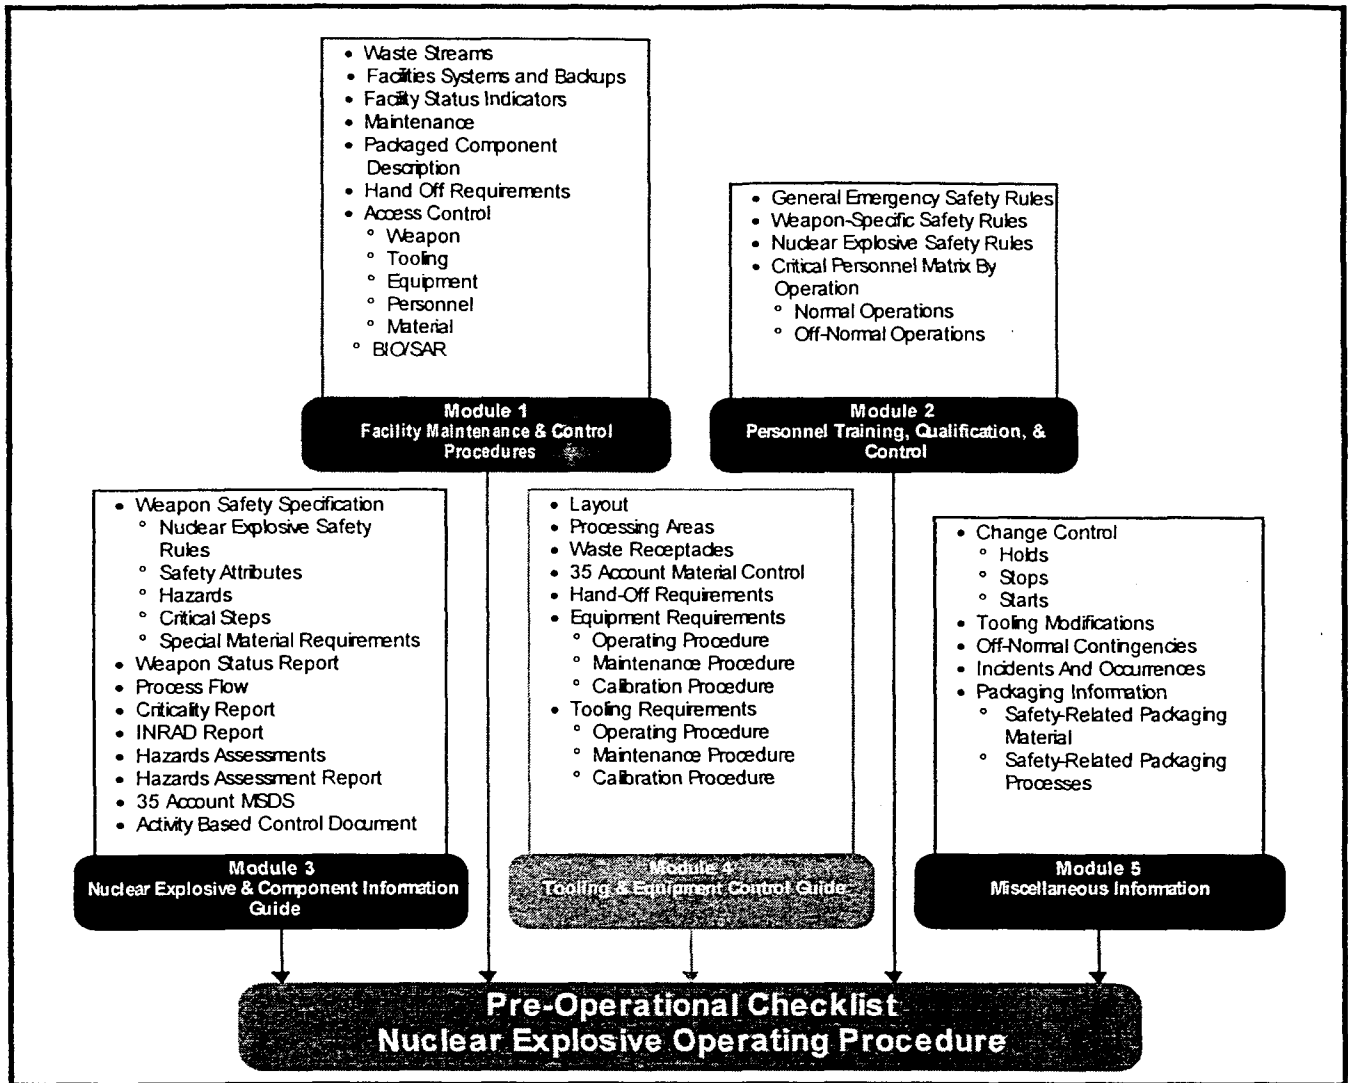 • Waste Streams
• Facilities Systems and Backups
• Facility Status Indicators
• Maintenance
• Packaged Component
Description
• Hand Off Requirements
• Access Control
° Weapon
° Tooling
° Equipment
° Personnel
° Material
° BIO/SAR
Module 1
Facility Maintenance & Control
Procedures
• General Emergency Safety Rules
• Weapon-Specific Safety Rules
• Nuclear Explosive Safety Rules
• Critical Personnel Matrix By
Operation
° Normal Operations
° Off-Normal Operations
Module 2
Personnel Training, Qualification, &
Control
• Weapon Safety Specification
° Nuclear Explosive Safety
Rules
° Safety Attributes
° Hazards
° Critical Steps
° Special Material Requirements
• Weapon Status Report
• Process Flow
• Criticality Report
• INRAD Report
• Hazards Assessments
• Hazards Assessment Report
• 35 Account MSDS
• Activity Based Control Document
Module 3
Nuclear Explosive & Component Information
Guide
• Layout
• Processing Areas
• Waste Receptacles
• 35 Account Material Control
• Hand-Off Requirements
• Equipment Requirements
° Operating Procedure
° Maintenance Procedure
° Calibration Procedure
• Tooling Requirements
° Operating Procedure
° Maintenance Procedure
° Calibration Procedure
Module 4
Tooling & Equipment Control Guide
• Change Control
° Holds
° Stops
° Starts
• Tooling Modifications
• Off-Normal Contingencies
• Incidents And Occurrences
• Packaging Information
° Safety-Related Packaging
Material
° Safety-Related Packaging
Processes
Module 5
Miscellaneous Information
Pre-Operational Checklist
Nuclear Explosive Operating Procedure